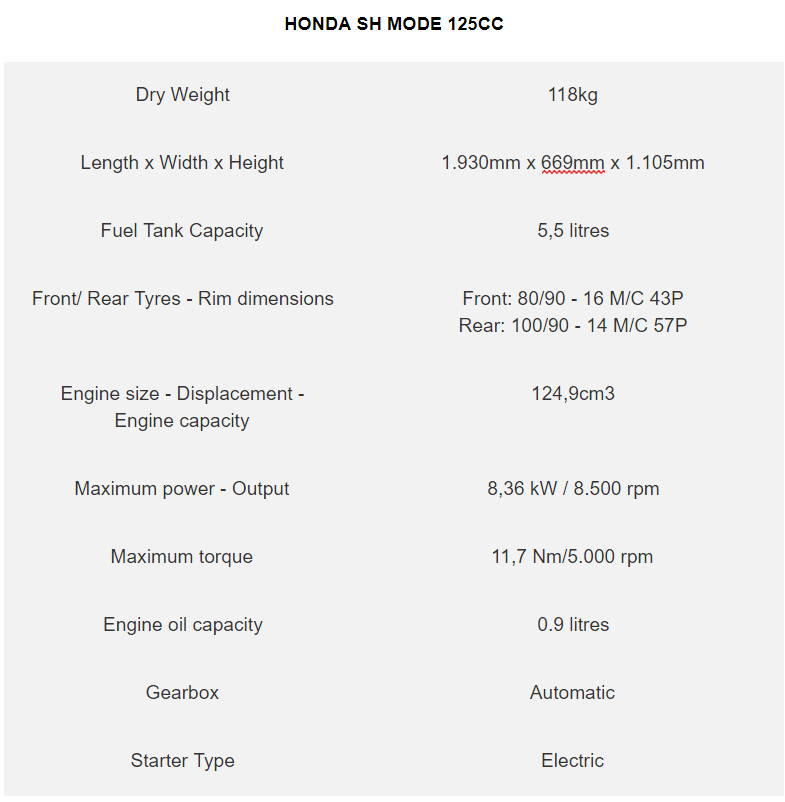 HONDA SH MODE 125CC
Dry Weight 118kg
Length x Width x Height 1.930mm x 669mm x 1.105mm
Fuel Tank Capacity 5,5 litres
Front/ Rear Tyres - Rim dimensions Front: 80/90 - 16 M/C 43P
Rear: 100/90 - 14 M/C 57P
Engine size - Displacement - 124,9cm3
Engine capacity
Maximum power - Output 8,36 kW / 8.500 rpm
Maximum torque 11,7 Nm/5.000 rpm
Engine oil capacity 0.9 litres
Gearbox Automatic
Starter Type Electric